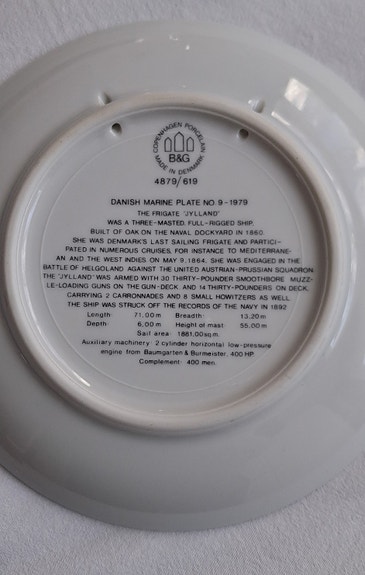 COPENHAGEN PORCELAIN
B&G
MADE IN DENMARK
4879/619
DANISH MARINE PLATE NO. 9-1979
THE FRIGATE "JYLLAND"
WAS A THREE-MASTED, FULL-RIGGED SHIP,
BUILT OF OAK ON THE NAVAL DOCKYARD IN 1860.
SHE WAS DENMARK'S LAST SAILING FRIGATE AND PARTICI-
PATED IN NUMEROUS CRUISES, FOR INSTANCE TO MEDITERRANE-
AN AND THE WEST INDIES ON MAY 9, 1864, SHE WAS ENGAGED IN THE
BATTLE OF HELGOLAND AGAINST THE UNITED AUSTRIAN-PRUSSIAN SQUADRON.
THE "JYLLAND" WAS ARMED WITH 30 THIRTY-POUNDER SMOOTHBORE MUZZ-
LE-LOADING GUNS ON THE GUN-DECK AND 14 THIRTY-POUNDERS ON DECK,
CARRYING 2 CARRONNADES AND 8 SMALL HOWITZERS AS WELL.
THE SHIP WAS STRUCK OFF THE RECORDS OF THE NAVY IN 1892
Length: 71,00 m Breadth: 13,20 m
Depth: 6,00 m Height of mast: 55,00 m
Sail area: 1881,00 sq.m.
Auxiliary machinery: 2 cylinder horizontal low-pressure
engine from Baumgarten & Burmeister, 400 HP.
Complement: 400 men.